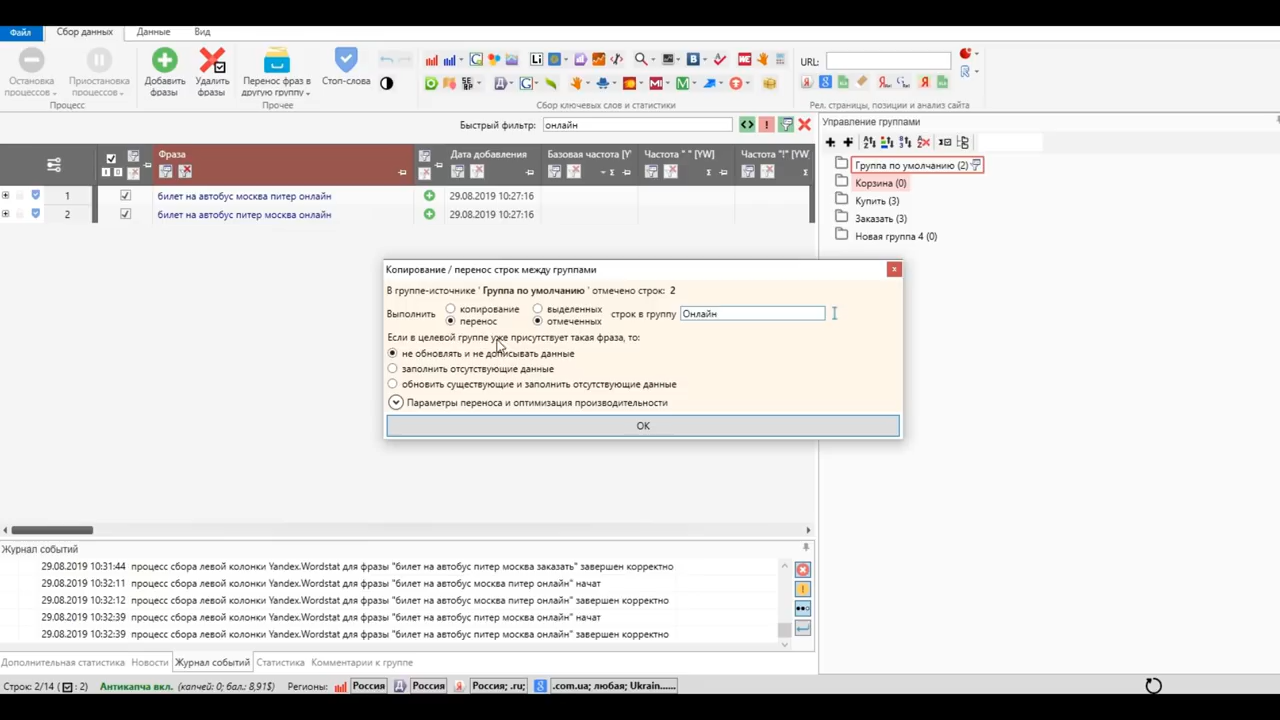 Файл Сбор данных Данные Вид
Остановка процессов
Приостановка процессов
Добавить фразы
Удалить фразы
Перенос фраз в другую группу
Стоп-слова
URL:
Процесс
Прочее
Сбор ключевых слов и статистики
Рел. страницы, позиции и анализ сайта
Быстрый фильтр: онлайн
Управление группами
Фраза Дата добавления Базовая частота [Y Частота " " [YW] Частота "!" [YW
1 билет на автобус москва питер онлайн 29.08.2019 10:27:16
2 билет на автобус питер москва онлайн 29.08.2019 10:27:16
Группа по умолчанию (2)
Корзина (0)
Купить (3)
Заказать (3)
Новая группа 4 (0)
Копирование / перенос строк между группами
x
В группе-источнике ' Группа по умолчанию ' отмечено строк: 2
Выполнить копирование выделенных строк в группу Онлайн
перенос отмеченных
Если в целевой группе уже присутствует такая фраза, то:
не обновлять и не дописывать данные
заполнить отсутствующие данные
обновить существующие и заполнить отсутствующие данные
Параметры переноса и оптимизация производительности
OK
Журнал событий
29.08.2019 10:31:44 процесс сбора левой колонки Yandex.Wordstat для фразы "билет на автобус питер москва заказать" завершен корректно
29.08.2019 10:32:11 процесс сбора левой колонки Yandex.Wordstat для фразы "билет на автобус москва питер онлайн" начат
29.08.2019 10:32:12 процесс сбора левой колонки Yandex.Wordstat для фразы "билет на автобус москва питер онлайн" завершен корректно
29.08.2019 10:32:39 процесс сбора левой колонки Yandex.Wordstat для фразы "билет на автобус питер москва онлайн" начат
29.08.2019 10:32:39 процесс сбора левой колонки Yandex.Wordstat для фразы "билет на автобус питер москва онлайн" завершен корректно
Дополнительная статистика Новости Журнал событий Статистика Комментарии к группе
Строк: 2/14 ( : 2) Антикапча вкл. (капчей: 0; бал.: 8,91$) Регионы: Россия Россия Россия; .ru; .com.ua; любая; Ukrain......